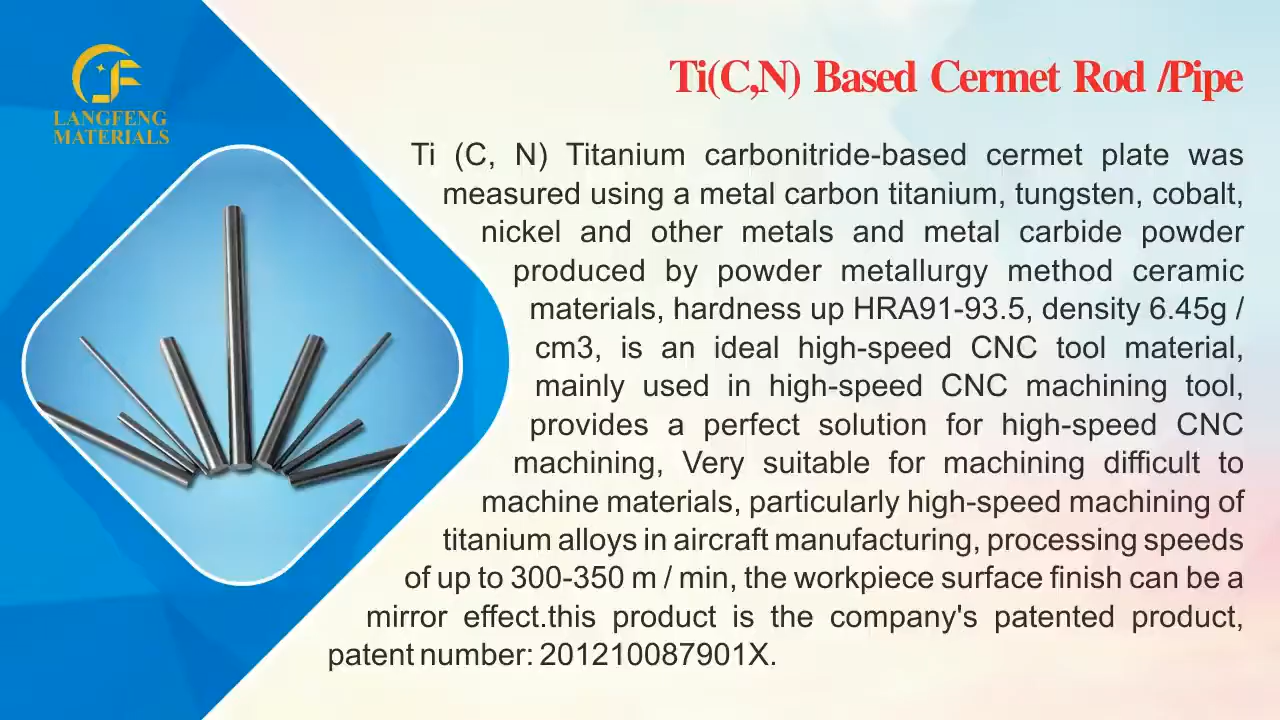 LANGFENG
MATERIALS
Ti(C,N) Based Cermet Rod /Pipe
Ti (C, N) Titanium carbonitride-based cermet plate was
measured using a metal carbon titanium, tungsten, cobalt,
nickel and other metals and metal carbide powder
produced by powder metallurgy method ceramic
materials, hardness up HRA91-93.5, density 6.45g /
cm3, is an ideal high-speed CNC tool material,
mainly used in high-speed CNC machining tool,
provides a perfect solution for high-speed CNC
machining, Very suitable for machining difficult to
machine materials, particularly high-speed machining of
titanium alloys in aircraft manufacturing, processing speeds
of up to 300-350 m / min, the workpiece surface finish can be a
mirror effect.this product is the company's patented product,
patent number: 201210087901X.